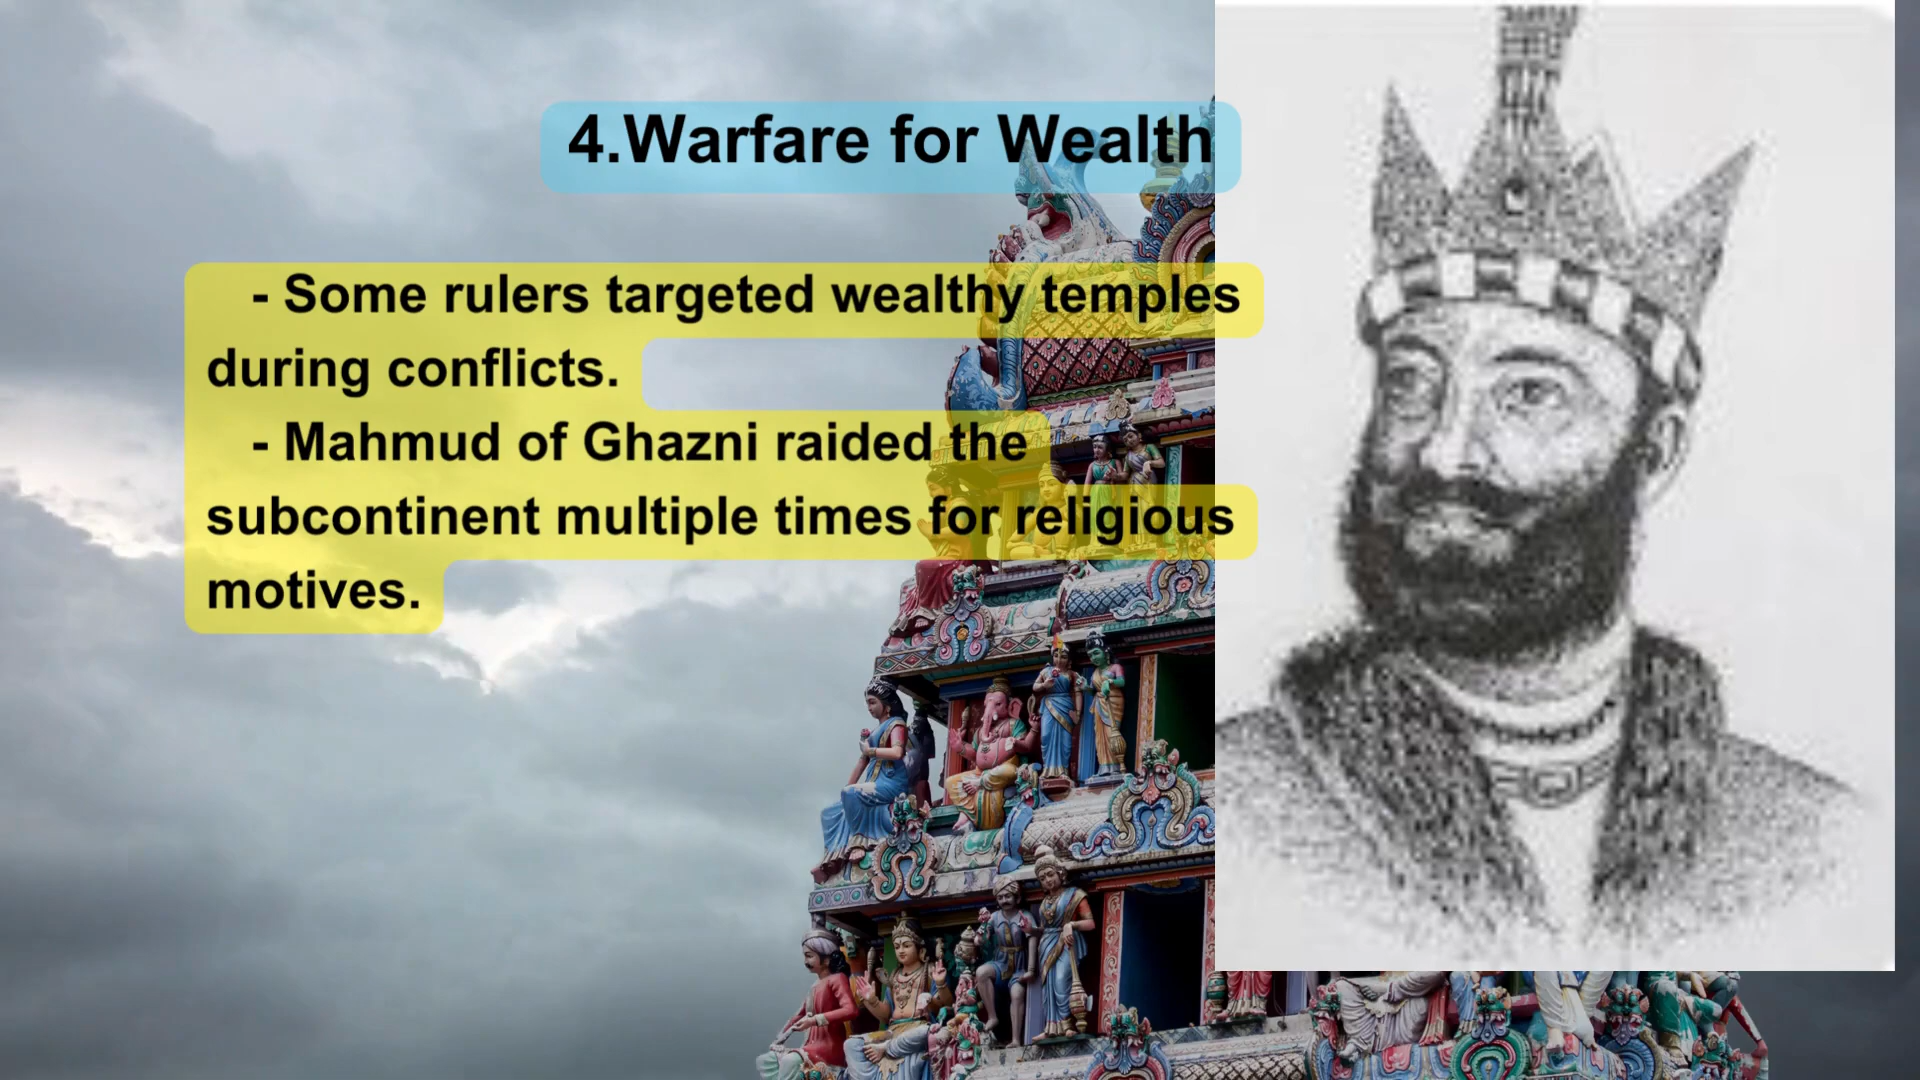 4.Warfare for Wealth
- Some rulers targeted wealthy temples
during conflicts.
- Mahmud of Ghazni raided the
subcontinent multiple times for religious
motives.